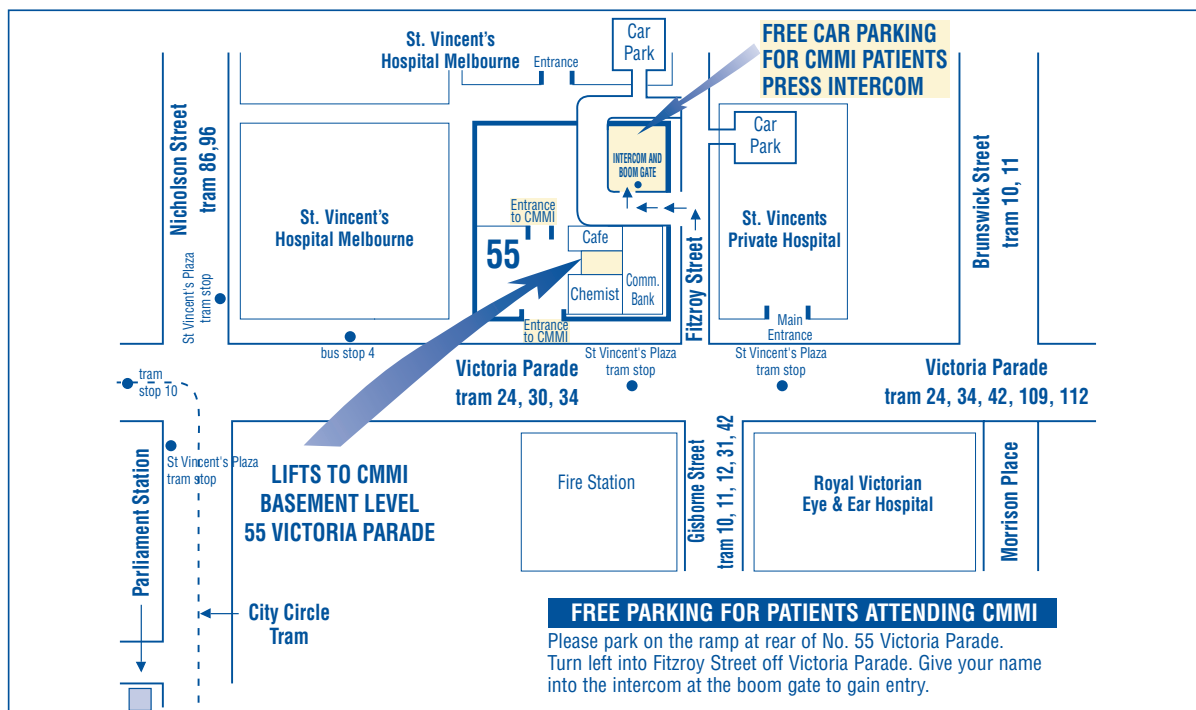 St. Vincent's
Hospital Melbourne
Entrance
Car
Park
FREE CAR PARKING
FOR CMMI PATIENTS
PRESS INTERCOM
Nicholson Street
tram 86,96
St. Vincent's
Hospital Melbourne
INTERCOM AND
BOOM GATE
Car
Park
St. Vincents
Private Hospital
Brunswick Street
tram 10, 11
Entrance
to CMMI
55
Cafe
Chemist
Comm.
Bank
Fitzroy Street
Entrance
to CMMI
Main
Entrance
St Vincent's Plaza
tram stop
bus stop 4
St Vincent's Plaza
tram stop
St Vincent's Plaza
tram stop
Victoria Parade
tram 24, 30, 34
Victoria Parade
tram 24, 34, 42, 109, 112
tram
stop 10
St Vincent's Plaza
tram stop
Parliament Station
LIFTS TO CMMI
BASEMENT LEVEL
55 VICTORIA PARADE
Fire Station
Gisborne Street
tram 10, 11, 12, 31, 42
Royal Victorian
Eye & Ear Hospital
Morrison Place
City Circle
Tram
FREE PARKING FOR PATIENTS ATTENDING CMMI
Please park on the ramp at rear of No. 55 Victoria Parade.
Turn left into Fitzroy Street off Victoria Parade. Give your name
into the intercom at the boom gate to gain entry.